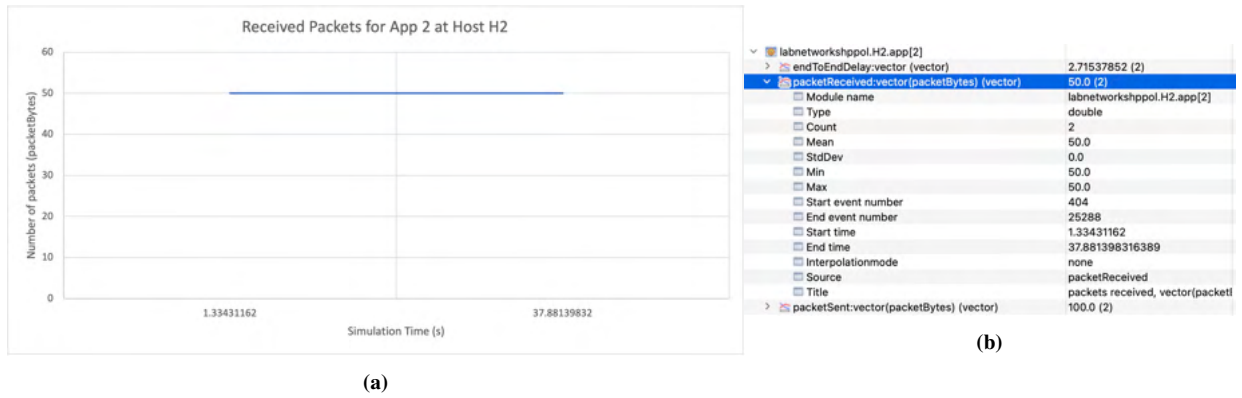 Received Packets for App 2 at Host H2
Number of packets (packetBytes)
60
50
40
30
20
10
0
1.33431162 37.88139832
Simulation Time (s)
(a)
labnetworkshppol.H2.app[2]
endToEndDelay:vector (vector) 2.71537852 (2)
packetReceived:vector(packetBytes) (vector) 50.0 (2)
Module name labnetworkshppol.H2.app[2]
Type double
Count 2
Mean 50.0
StdDev 0.0
Min 50.0
Max 50.0
Start event number 404
End event number 25288
Start time 1.33431162
End time 37.881398316389
Interpolationmode none
Source packetReceived
Title packets received, vector(packetl
packetSent:vector(packetBytes) (vector) 100.0 (2)
(b)